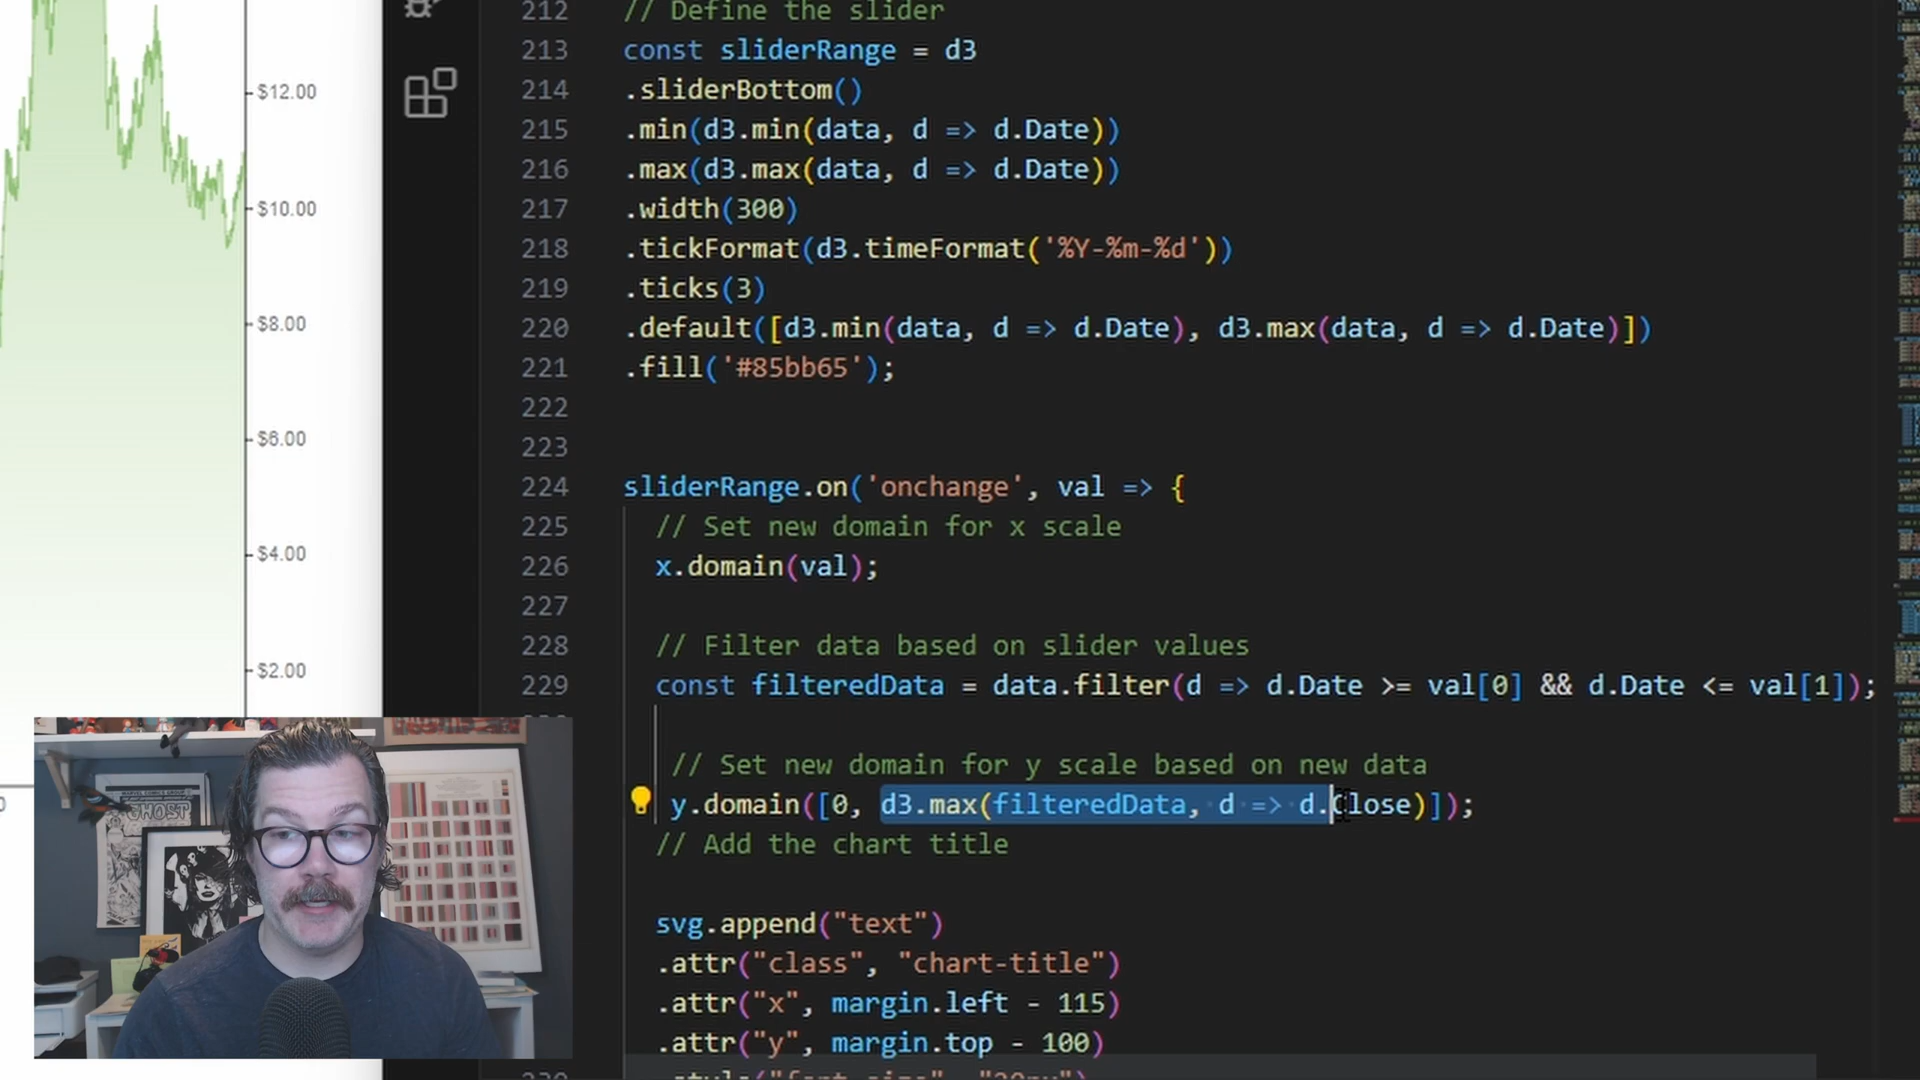 $12.00
$10.00
$8.00
$6.00
$4.00
$2.00
212 // Define the slider
213 const sliderRange = d3
214 .sliderBottom()
215 .min(d3.min(data, d => d.Date))
216 .max(d3.max(data, d => d.Date))
217 .width(300)
218 .tickFormat(d3.timeFormat('%Y-%m-%d'))
219 .ticks(3)
220 .default([d3.min(data, d => d.Date), d3.max(data, d => d.Date)])
221 .fill('#85bb65');
222
223
224 sliderRange.on('onchange', val => {
225 // Set new domain for x scale
226 x.domain(val);
227
228 // Filter data based on slider values
229 const filteredData = data.filter(d => d.Date >= val[0] && d.Date <= val[1]);
// Set new domain for y scale based on new data
y.domain([0, d3.max(filteredData, d => d.Close)]);
// Add the chart title
svg.append("text")
.attr("class", "chart-title")
.attr("x", margin.left - 115)
.attr("y", margin.top - 100)
GHOST